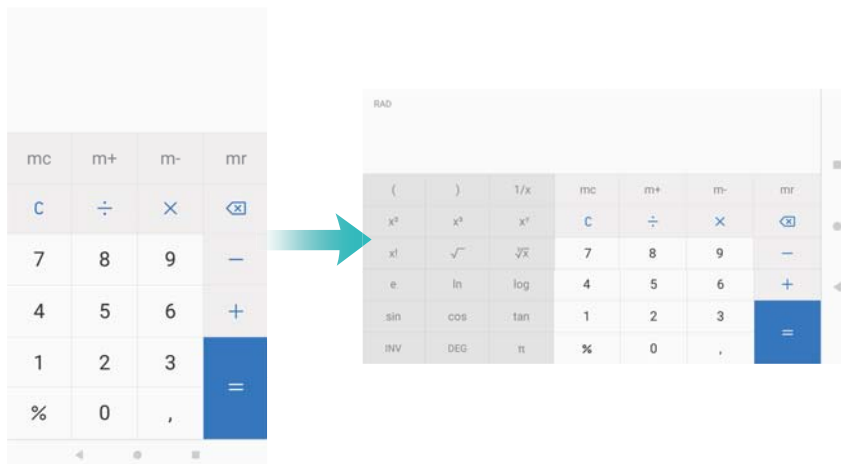 mc m+ m- mr
C ÷ ×
7 8 9 −
4 5 6 +
1 2 3
=
% 0 ,
RAD
( ) 1/x mc m+ m- mr
x² x³ xʸ C ÷ ×
x! √ 7 8 9 −
e ln log 4 5 6 +
sin cos tan 1 2 3
=
INV DEG π % 0 ,